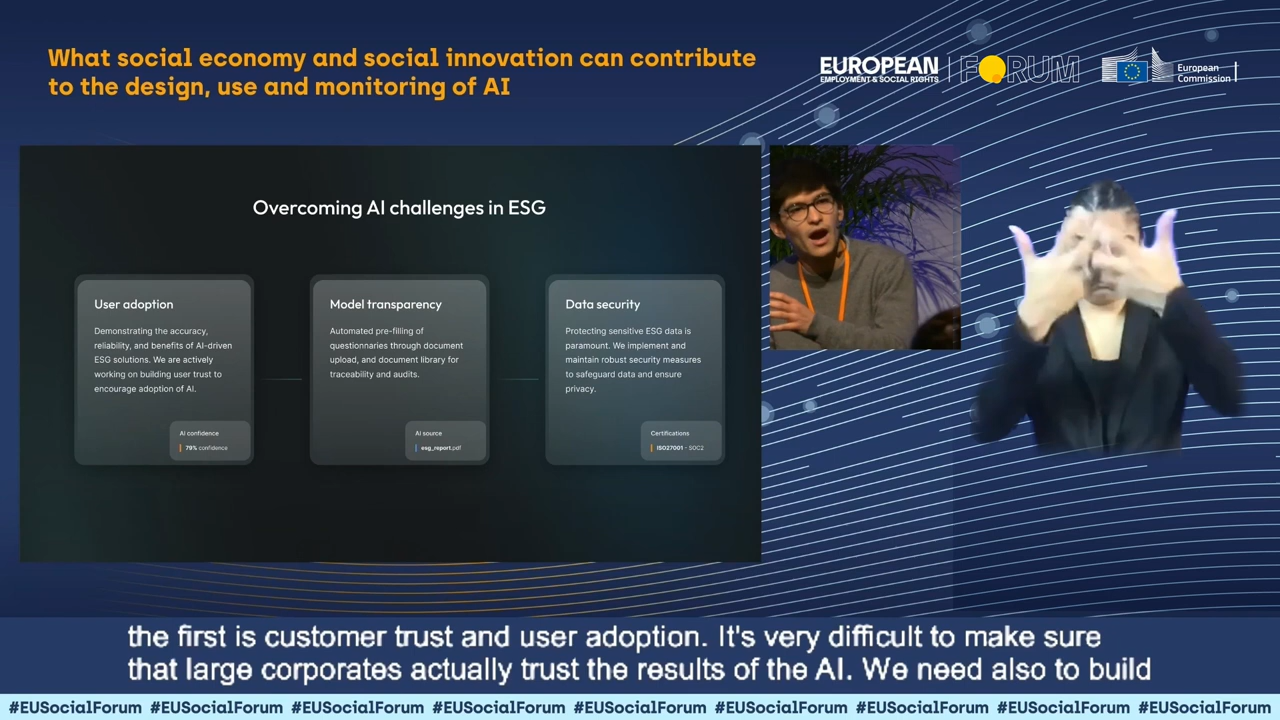 What social economy and social innovation can contribute
to the design, use and monitoring of AI
EUROPEAN
EMPLOYMENT & SOCIAL RIGHTS
FORUM
European
Commission
Overcoming AI challenges in ESG
User adoption
Demonstrating the accuracy,
reliability, and benefits of AI-driven
ESG solutions. We are actively
working on building user trust to
encourage adoption of AI.
AI confidence
79% confidence
Model transparency
Automated pre-filling of
questionnaries through document
upload, and document library for
traceability and audits.
AI source
esg_report.pdf
Data security
Protecting sensitive ESG data is
paramount. We implement and
maintain robust security measures
to safeguard data and ensure
privacy.
Certifications
ISO27001 - SOC2
the first is customer trust and user adoption. It's very difficult to make sure
that large corporates actually trust the results of the AI. We need also to build
#EUSocialForum #EUSocialForum #EUSocialForum #EUSocialForum #EUSocialForum #EUSocialForum #EUSocialForum #EUSocialForum #EUSocialForum